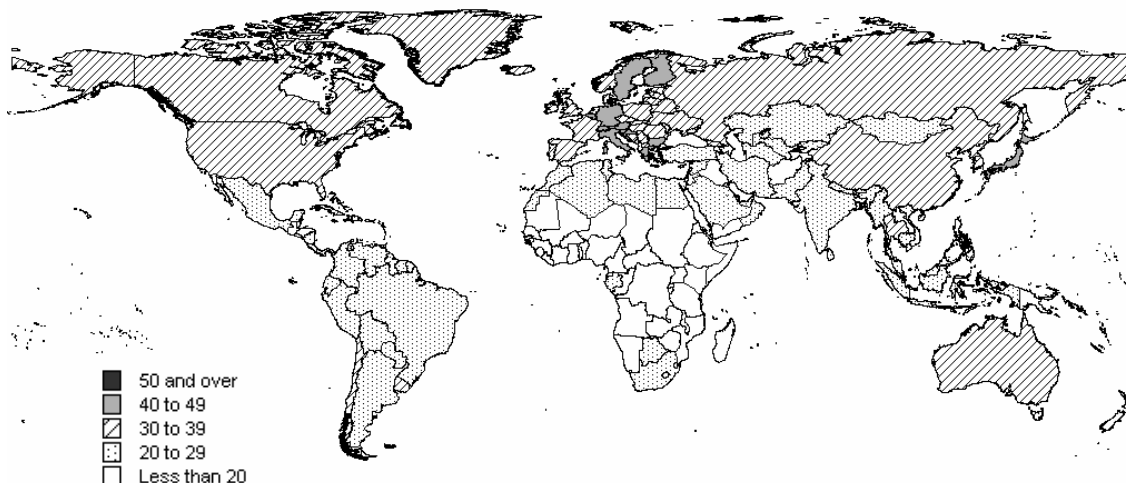 50 and over
40 to 49
30 to 39
20 to 29
Less than 20